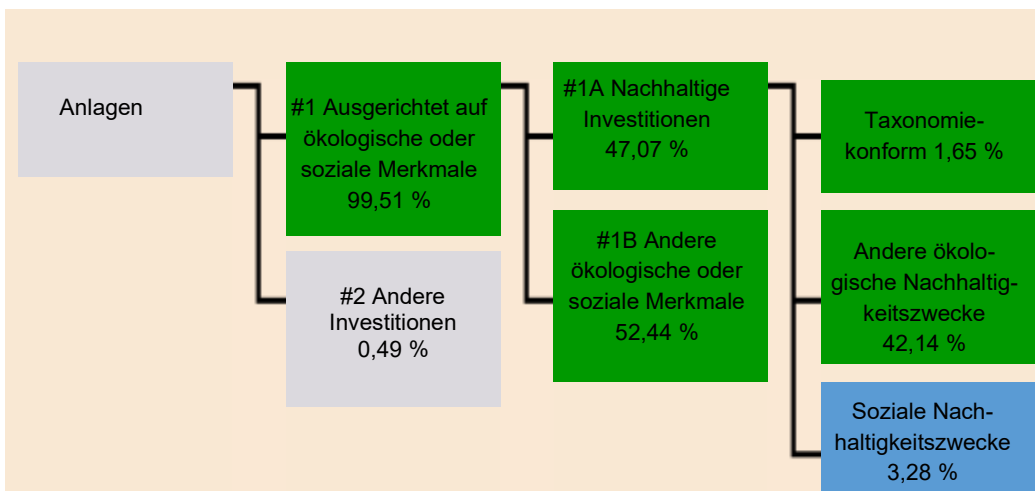 Anlagen
#1 Ausgerichtet auf
ökologische oder
soziale Merkmale
99,51 %
#2 Andere
Investitionen
0,49 %
#1A Nachhaltige
Investitionen
47,07 %
#1B Andere
ökologische oder
soziale Merkmale
52,44 %
Taxonomie-
konform 1,65 %
Andere ökolo-
gische Nachhaltig-
keitszwecke
42,14 %
Soziale Nach-
haltigkeitszwecke
3,28 %